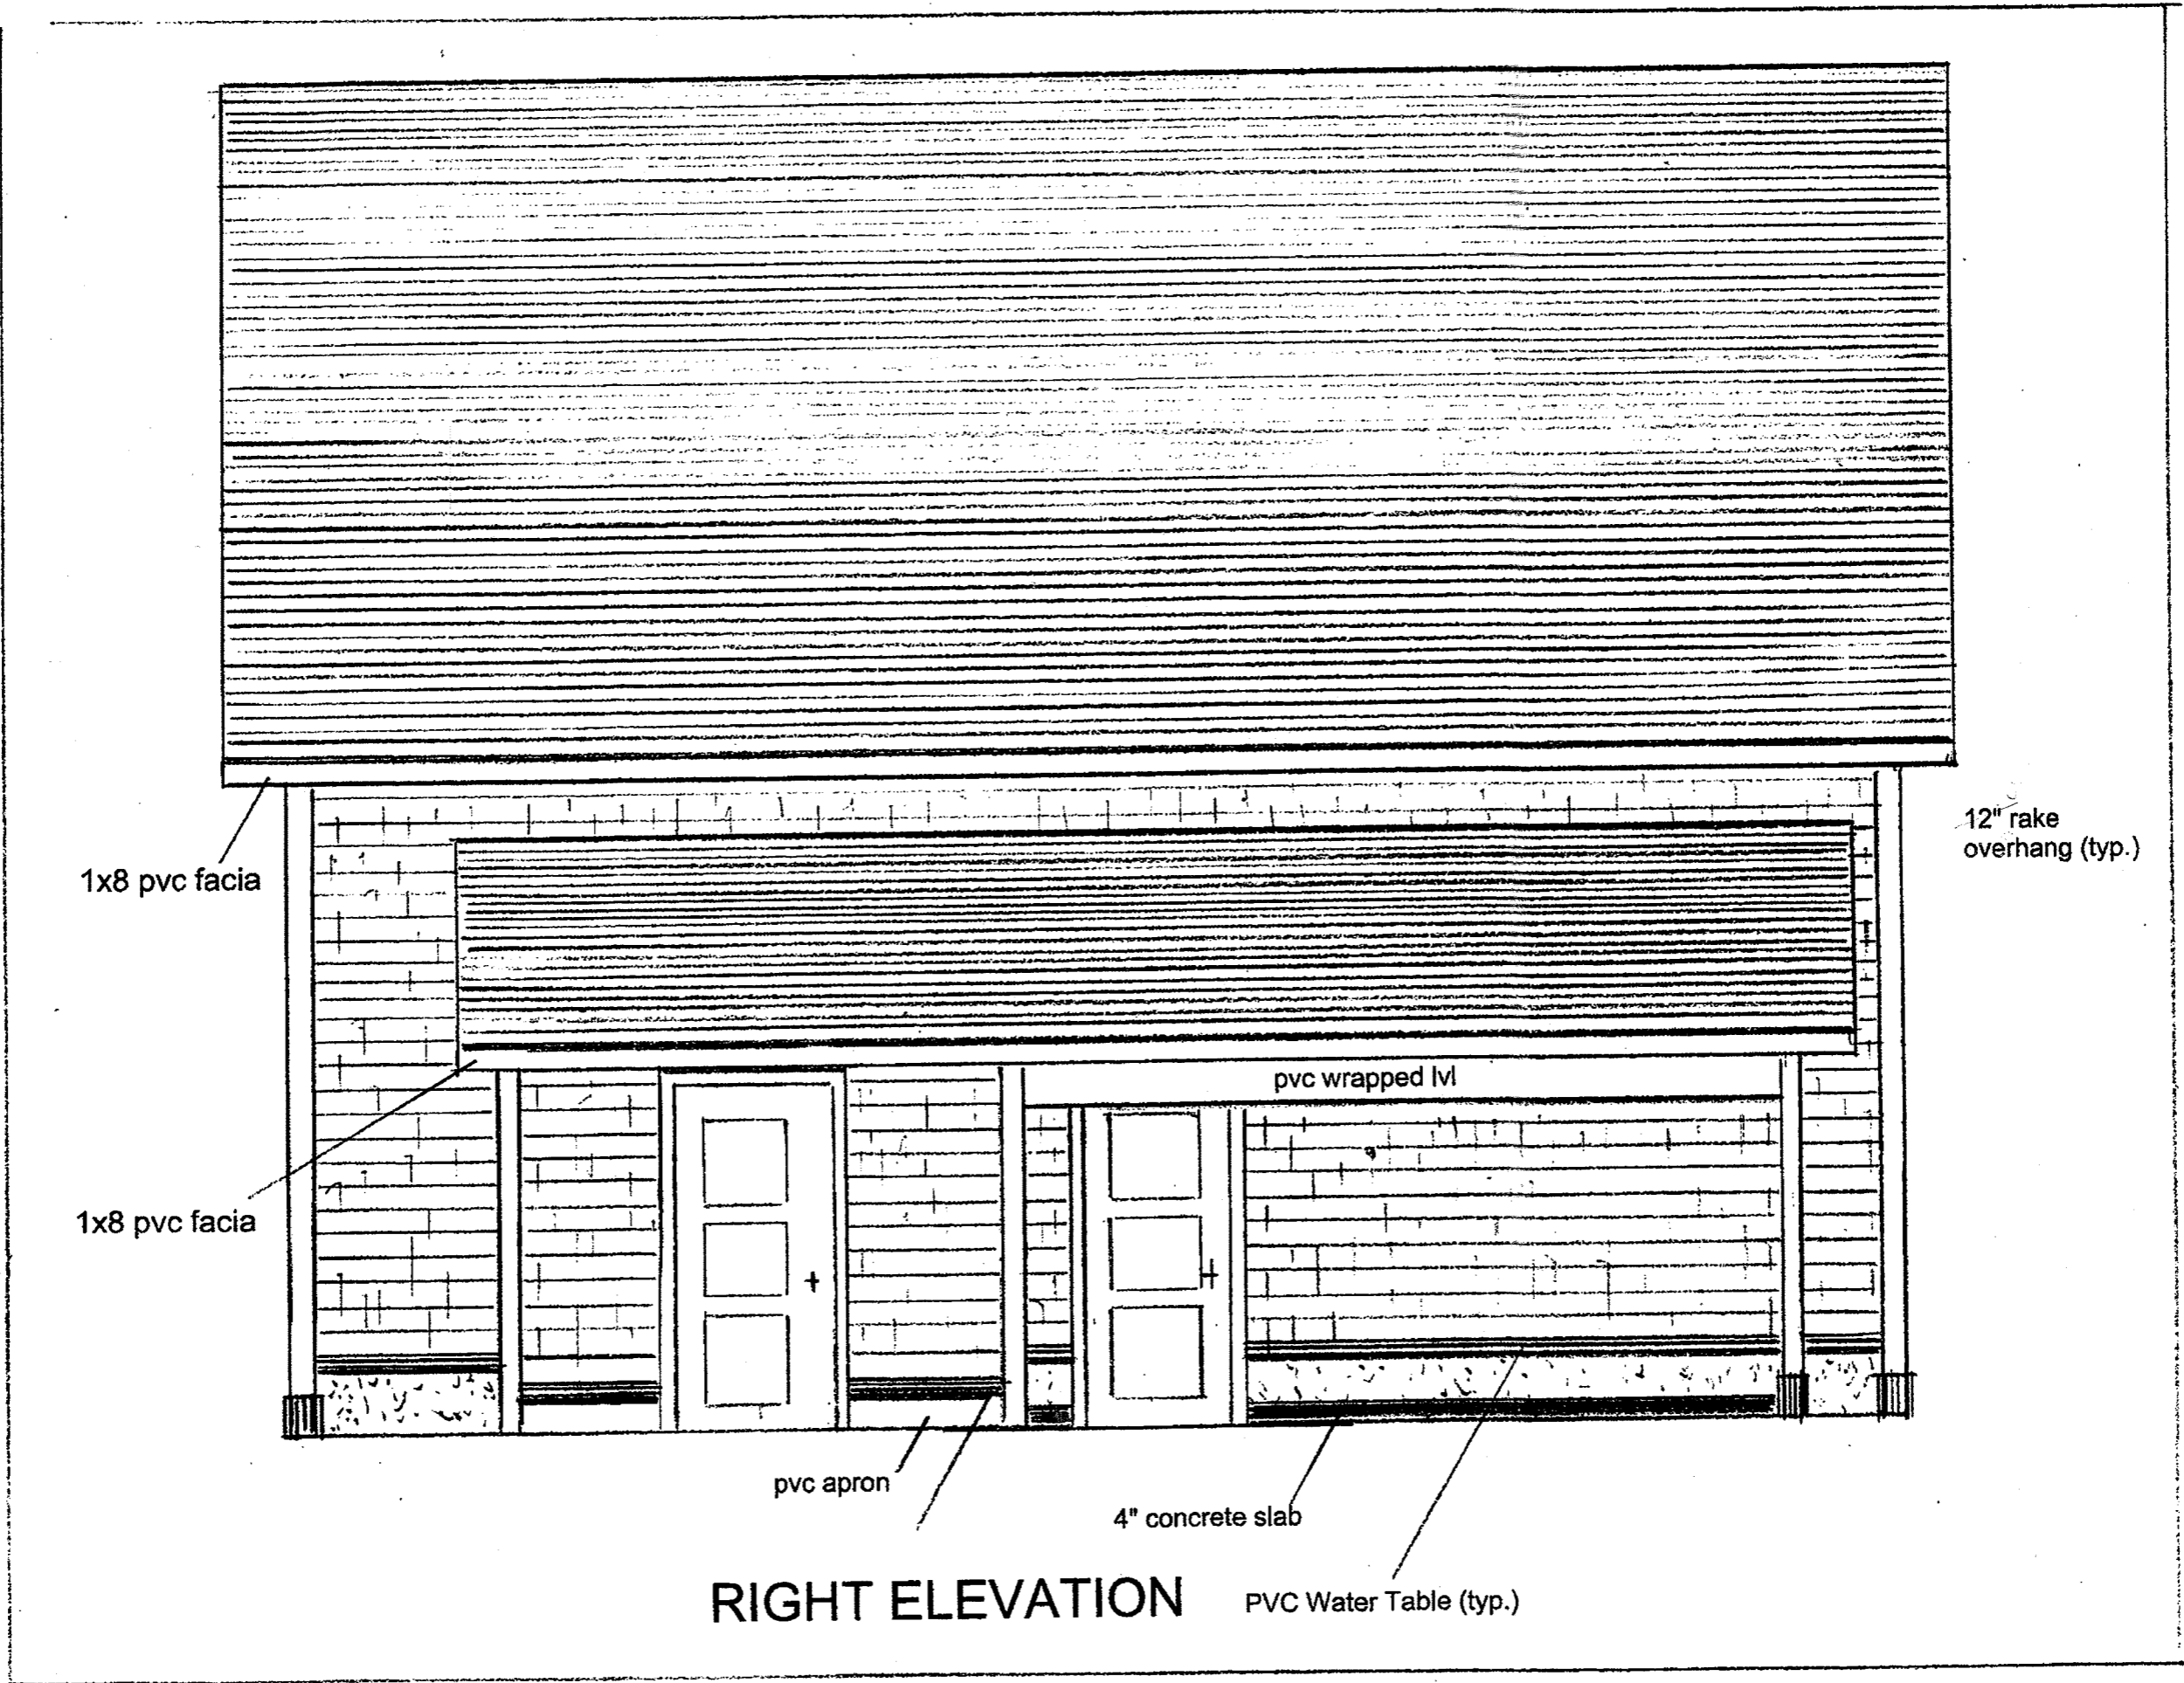 12" rake
overhang (typ.)
1x8 pvc facia
pvc wrapped lvl
1x8 pvc facia
pvc apron
4" concrete slab
RIGHT ELEVATION
PVC Water Table (typ.)